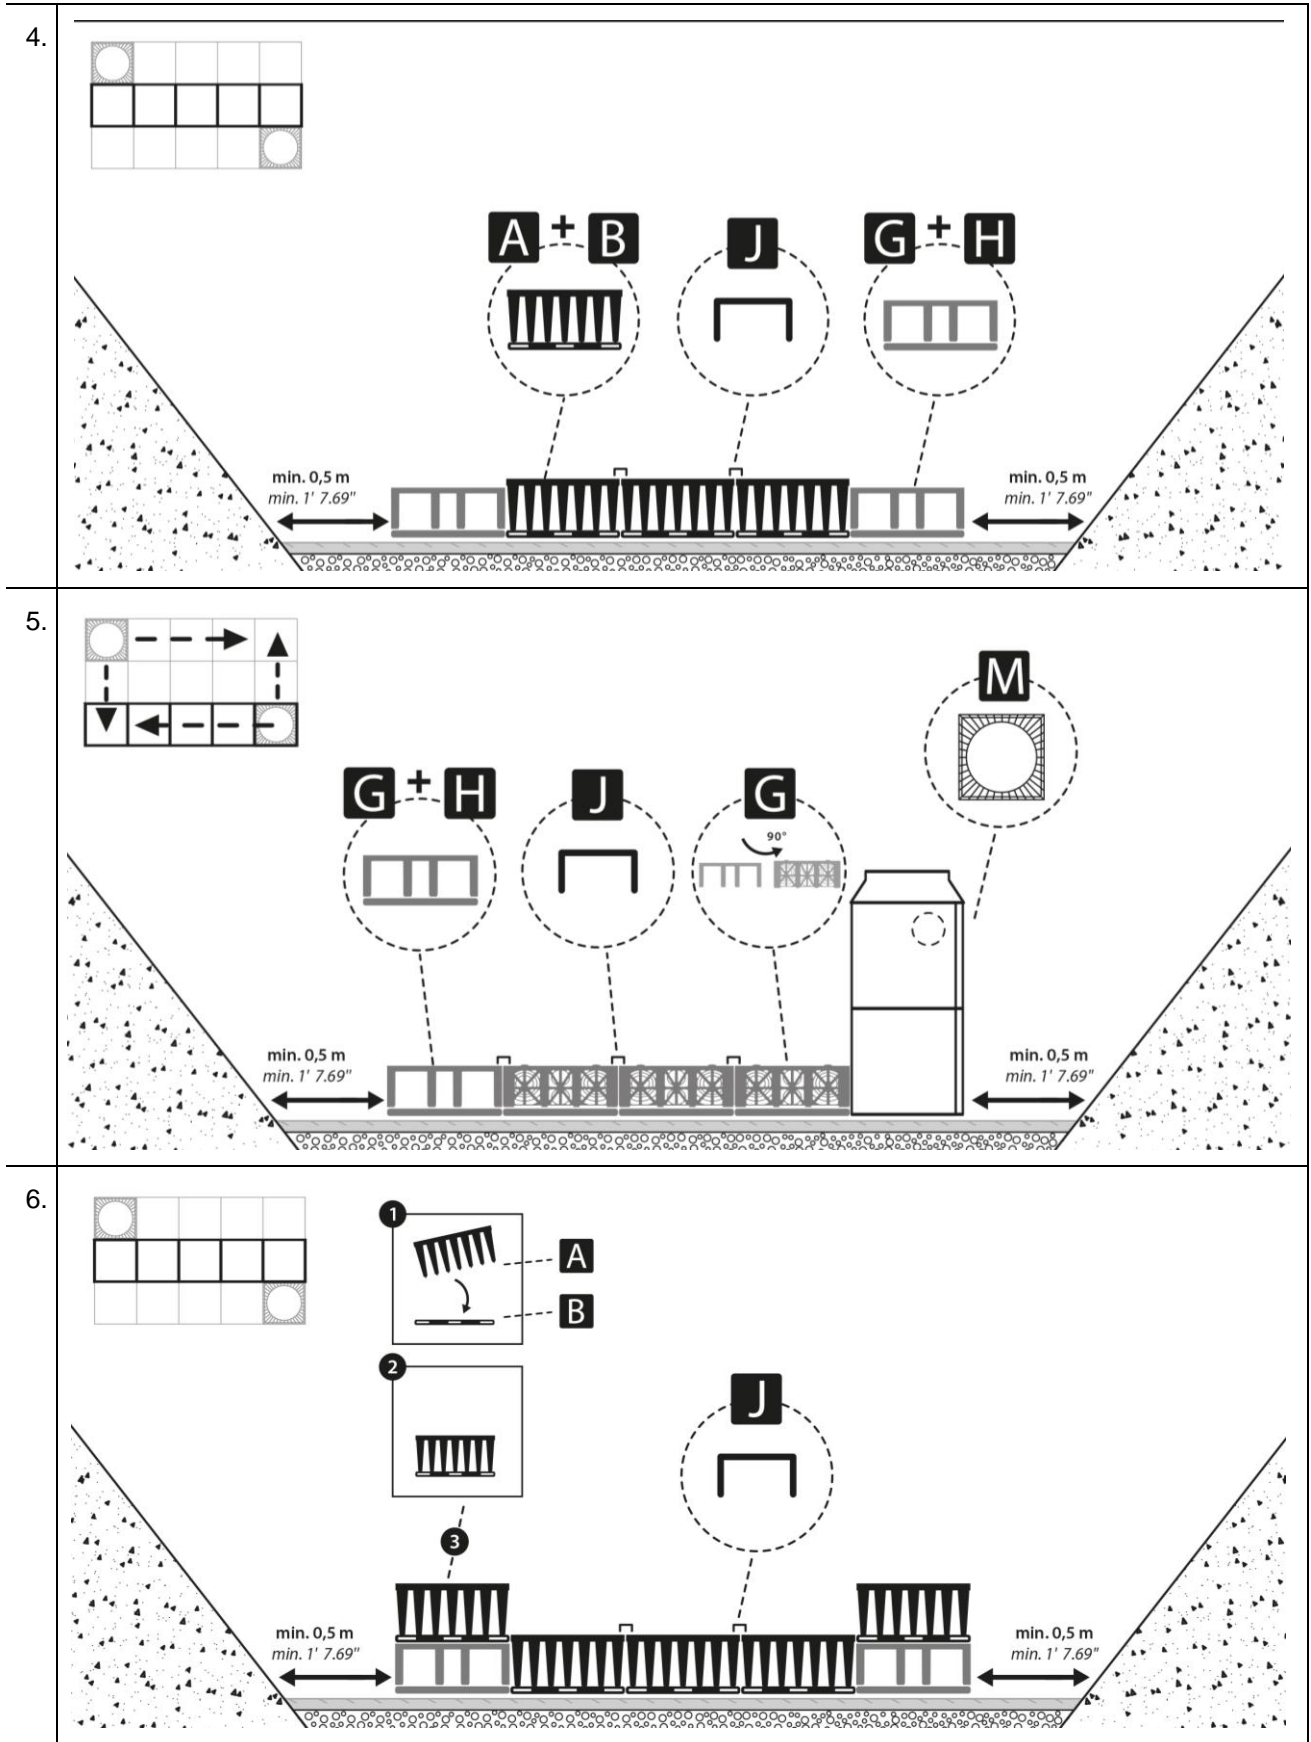 4.
A + B
J
G + H
min. 0,5 m
min. 1' 7.69"
min. 0,5 m
min. 1' 7.69"
5.
M
G + H
J
G
90°
min. 0,5 m
min. 1' 7.69"
min. 0,5 m
min. 1' 7.69"
6.
1
A
B
2
J
3
min. 0,5 m
min. 1' 7.69"
min. 0,5 m
min. 1' 7.69"